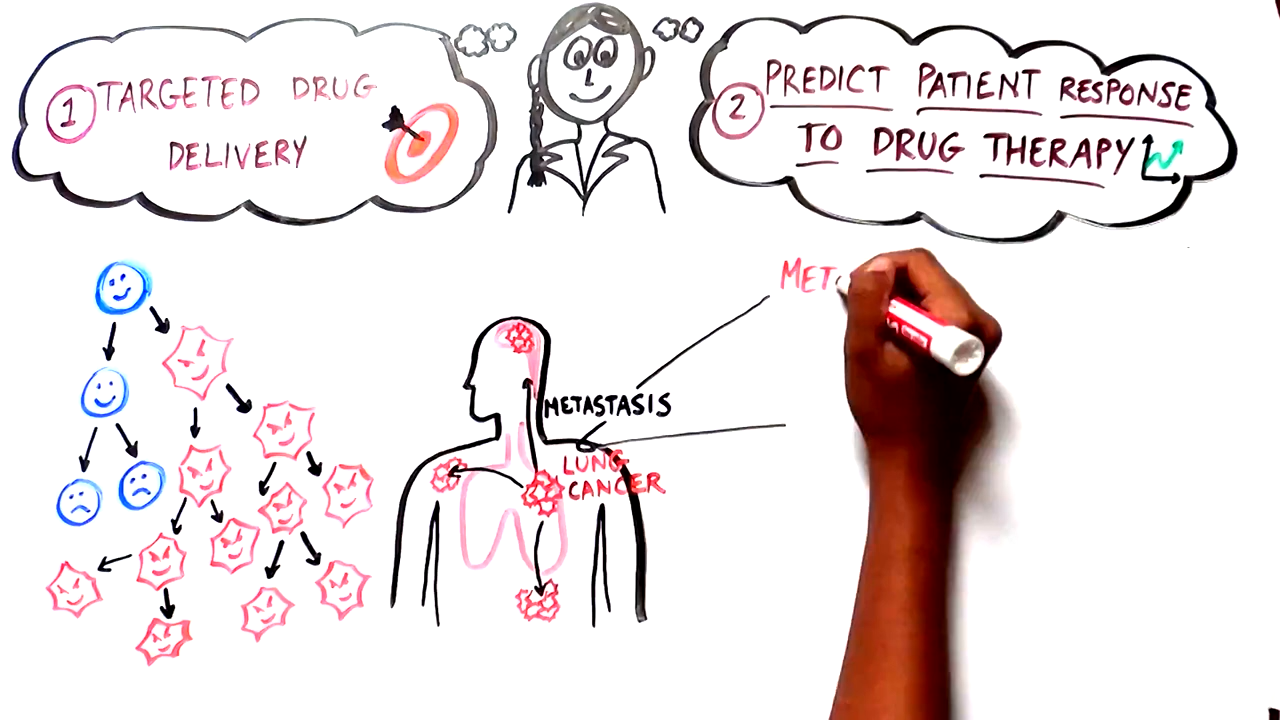 1 TARGETED DRUG
DELIVERY
2 PREDICT PATIENT RESPONSE
TO DRUG THERAPY
MET
METASTASIS
LUNG
CANCER